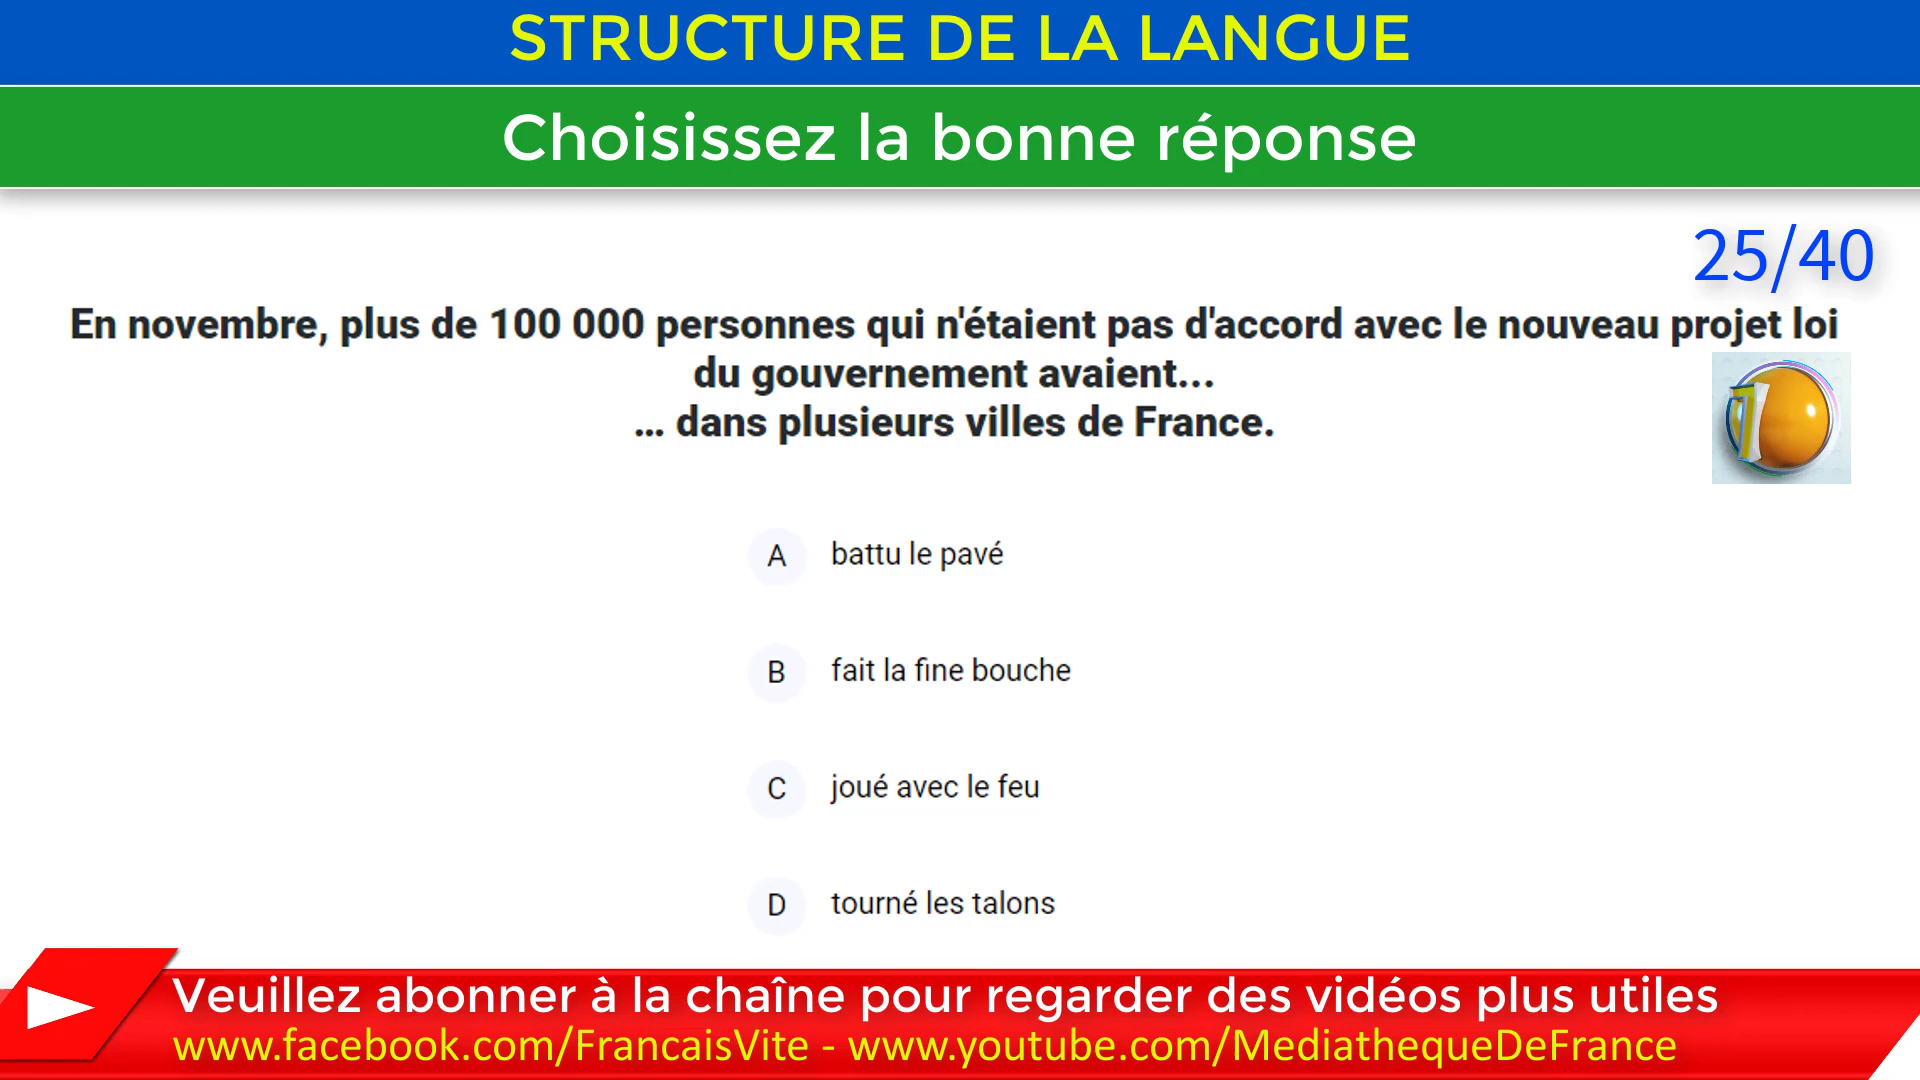 STRUCTURE DE LA LANGUE
Choisissez la bonne réponse
25/40
En novembre, plus de 100 000 personnes qui n'étaient pas d'accord avec le nouveau projet loi
du gouvernement avaient...
... dans plusieurs villes de France.
A battu le pavé
B fait la fine bouche
C joué avec le feu
D tourné les talons
Veuillez abonner à la chaîne pour regarder des vidéos plus utiles
www.facebook.com/FrancaisVite - www.youtube.com/MediathequeDeFrance